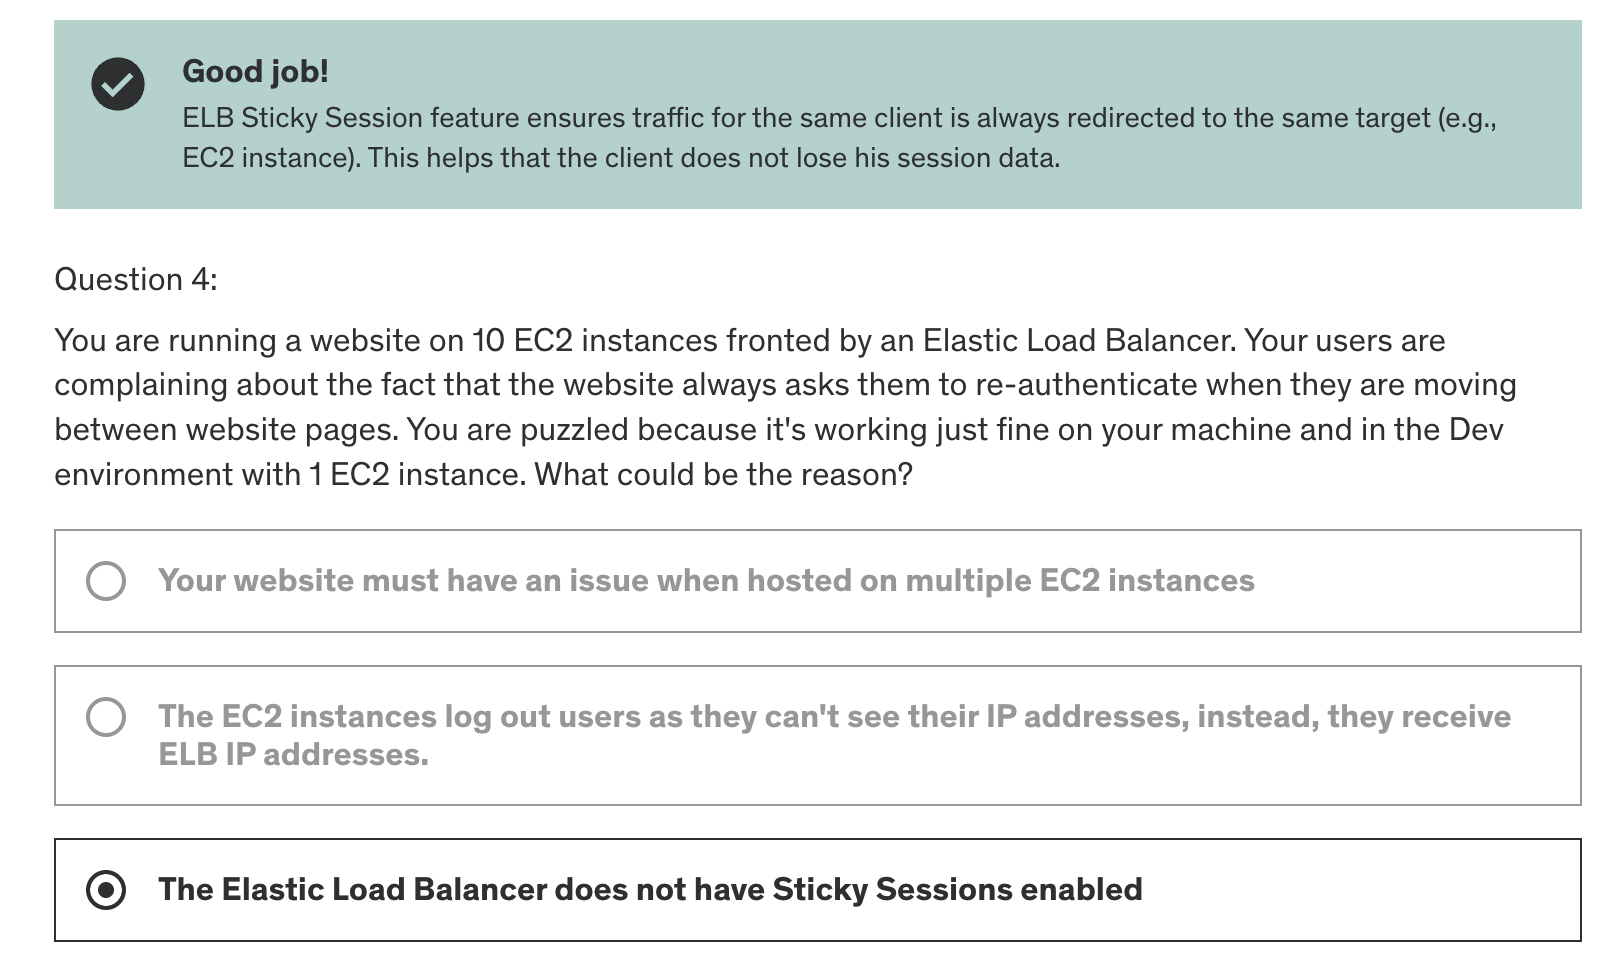 Good job!
ELB Sticky Session feature ensures traffic for the same client is always redirected to the same target (e.g.,
EC2 instance). This helps that the client does not lose his session data.
Question 4:
You are running a website on 10 EC2 instances fronted by an Elastic Load Balancer. Your users are
complaining about the fact that the website always asks them to re-authenticate when they are moving
between website pages. You are puzzled because it's working just fine on your machine and in the Dev
environment with 1 EC2 instance. What could be the reason?
Your website must have an issue when hosted on multiple EC2 instances
The EC2 instances log out users as they can't see their IP addresses, instead, they receive
ELB IP addresses.
The Elastic Load Balancer does not have Sticky Sessions enabled